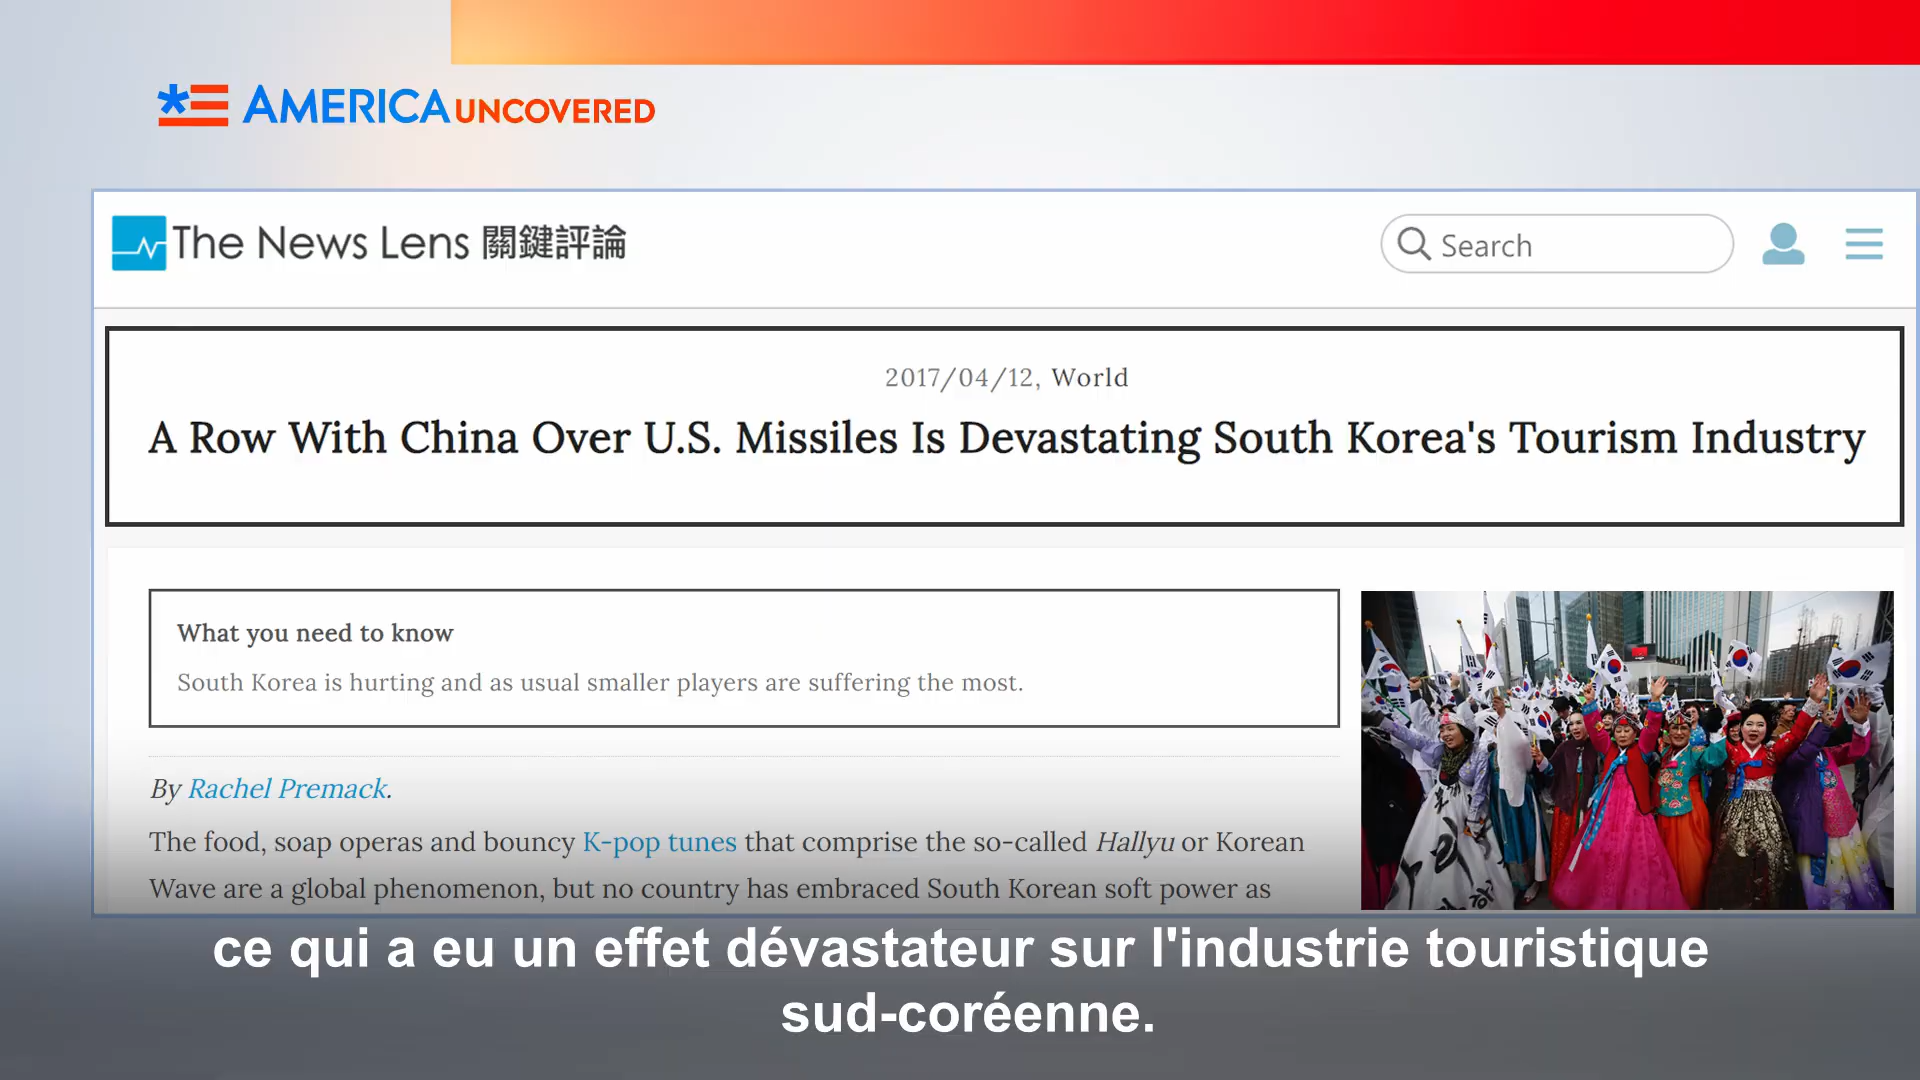 AMERICA UNCOVERED
The News Lens 關鍵評論
Search
2017/04/12, World
A Row With China Over U.S. Missiles Is Devastating South Korea's Tourism Industry
What you need to know
South Korea is hurting and as usual smaller players are suffering the most.
By Rachel Premack.
The food, soap operas and bouncy K-pop tunes that comprise the so-called Hallyu or Korean
Wave are a global phenomenon, but no country has embraced South Korean soft power as
ce qui a eu un effet dévastateur sur l'industrie touristique
sud-coréenne.